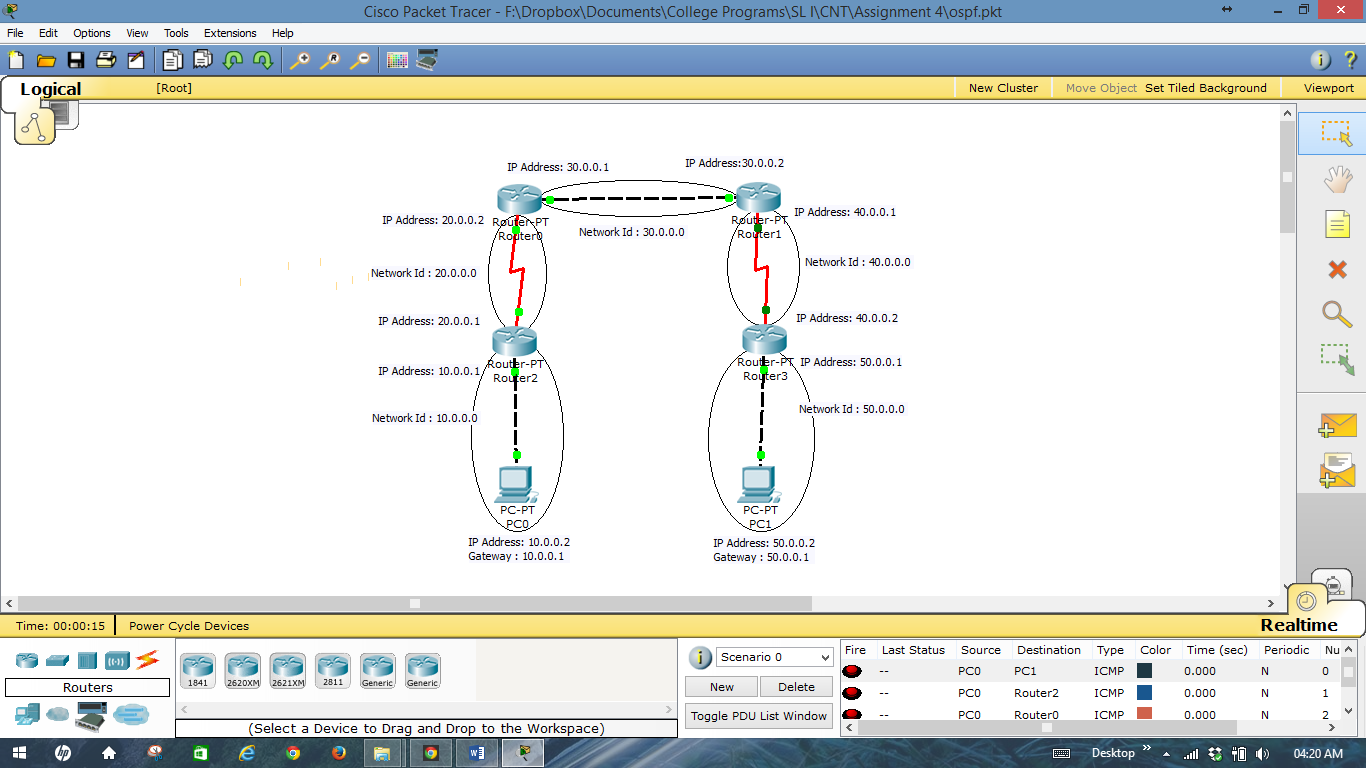 Cisco Packet Tracer - F:\Dropbox\Documents\College Programs\SL I\CNT\Assignment 4\ospf.pkt
File Edit Options View Tools Extensions Help
Logical [Root] New Cluster Move Object Set Tiled Background Viewport
IP Address: 30.0.0.1 IP Address:30.0.0.2
IP Address: 20.0.0.2 Router-PT Router-PT IP Address: 40.0.0.1
Router0 Network Id : 30.0.0.0 Router1
Network Id : 20.0.0.0 Network Id : 40.0.0.0
IP Address: 20.0.0.1 IP Address: 40.0.0.2
Router-PT Router-PT IP Address: 50.0.0.1
IP Address: 10.0.0.1 Router2 Router3
Network Id : 10.0.0.0 Network Id : 50.0.0.0
PC-PT PC-PT
PC0 PC1
IP Address: 10.0.0.2 IP Address: 50.0.0.2
Gateway : 10.0.0.1 Gateway : 50.0.0.1
Time: 00:00:15 Power Cycle Devices Realtime
Routers
1841 2620XM 2621XM 2811 Generic Generic
(Select a Device to Drag and Drop to the Workspace)
Scenario 0
New Delete
Toggle PDU List Window
Fire Last Status Source Destination Type Color Time (sec) Periodic Nu
-- PC0 PC1 ICMP 0.000 N 0
-- PC0 Router2 ICMP 0.000 N 1
-- PC0 Router0 ICMP 0.000 N 2
Desktop 04:20 AM